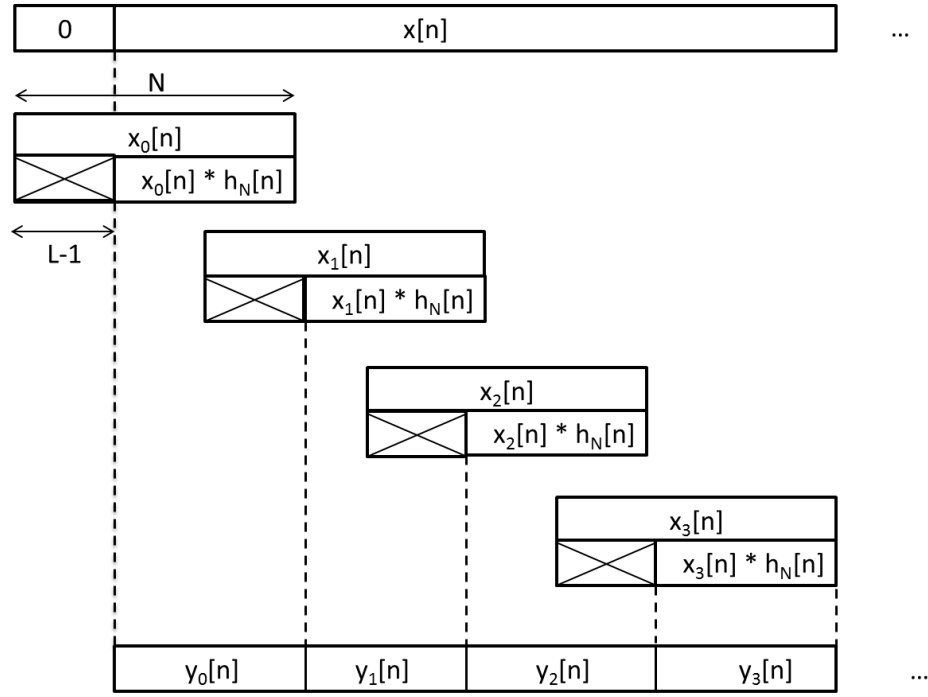 0 x[n] ...
N
x₀[n]
x₀[n] * hN[n]
L-1
x₁[n]
x₁[n] * hN[n]
x₂[n]
x₂[n] * hN[n]
x₃[n]
x₃[n] * hN[n]
y₀[n] y₁[n] y₂[n] y₃[n] ...